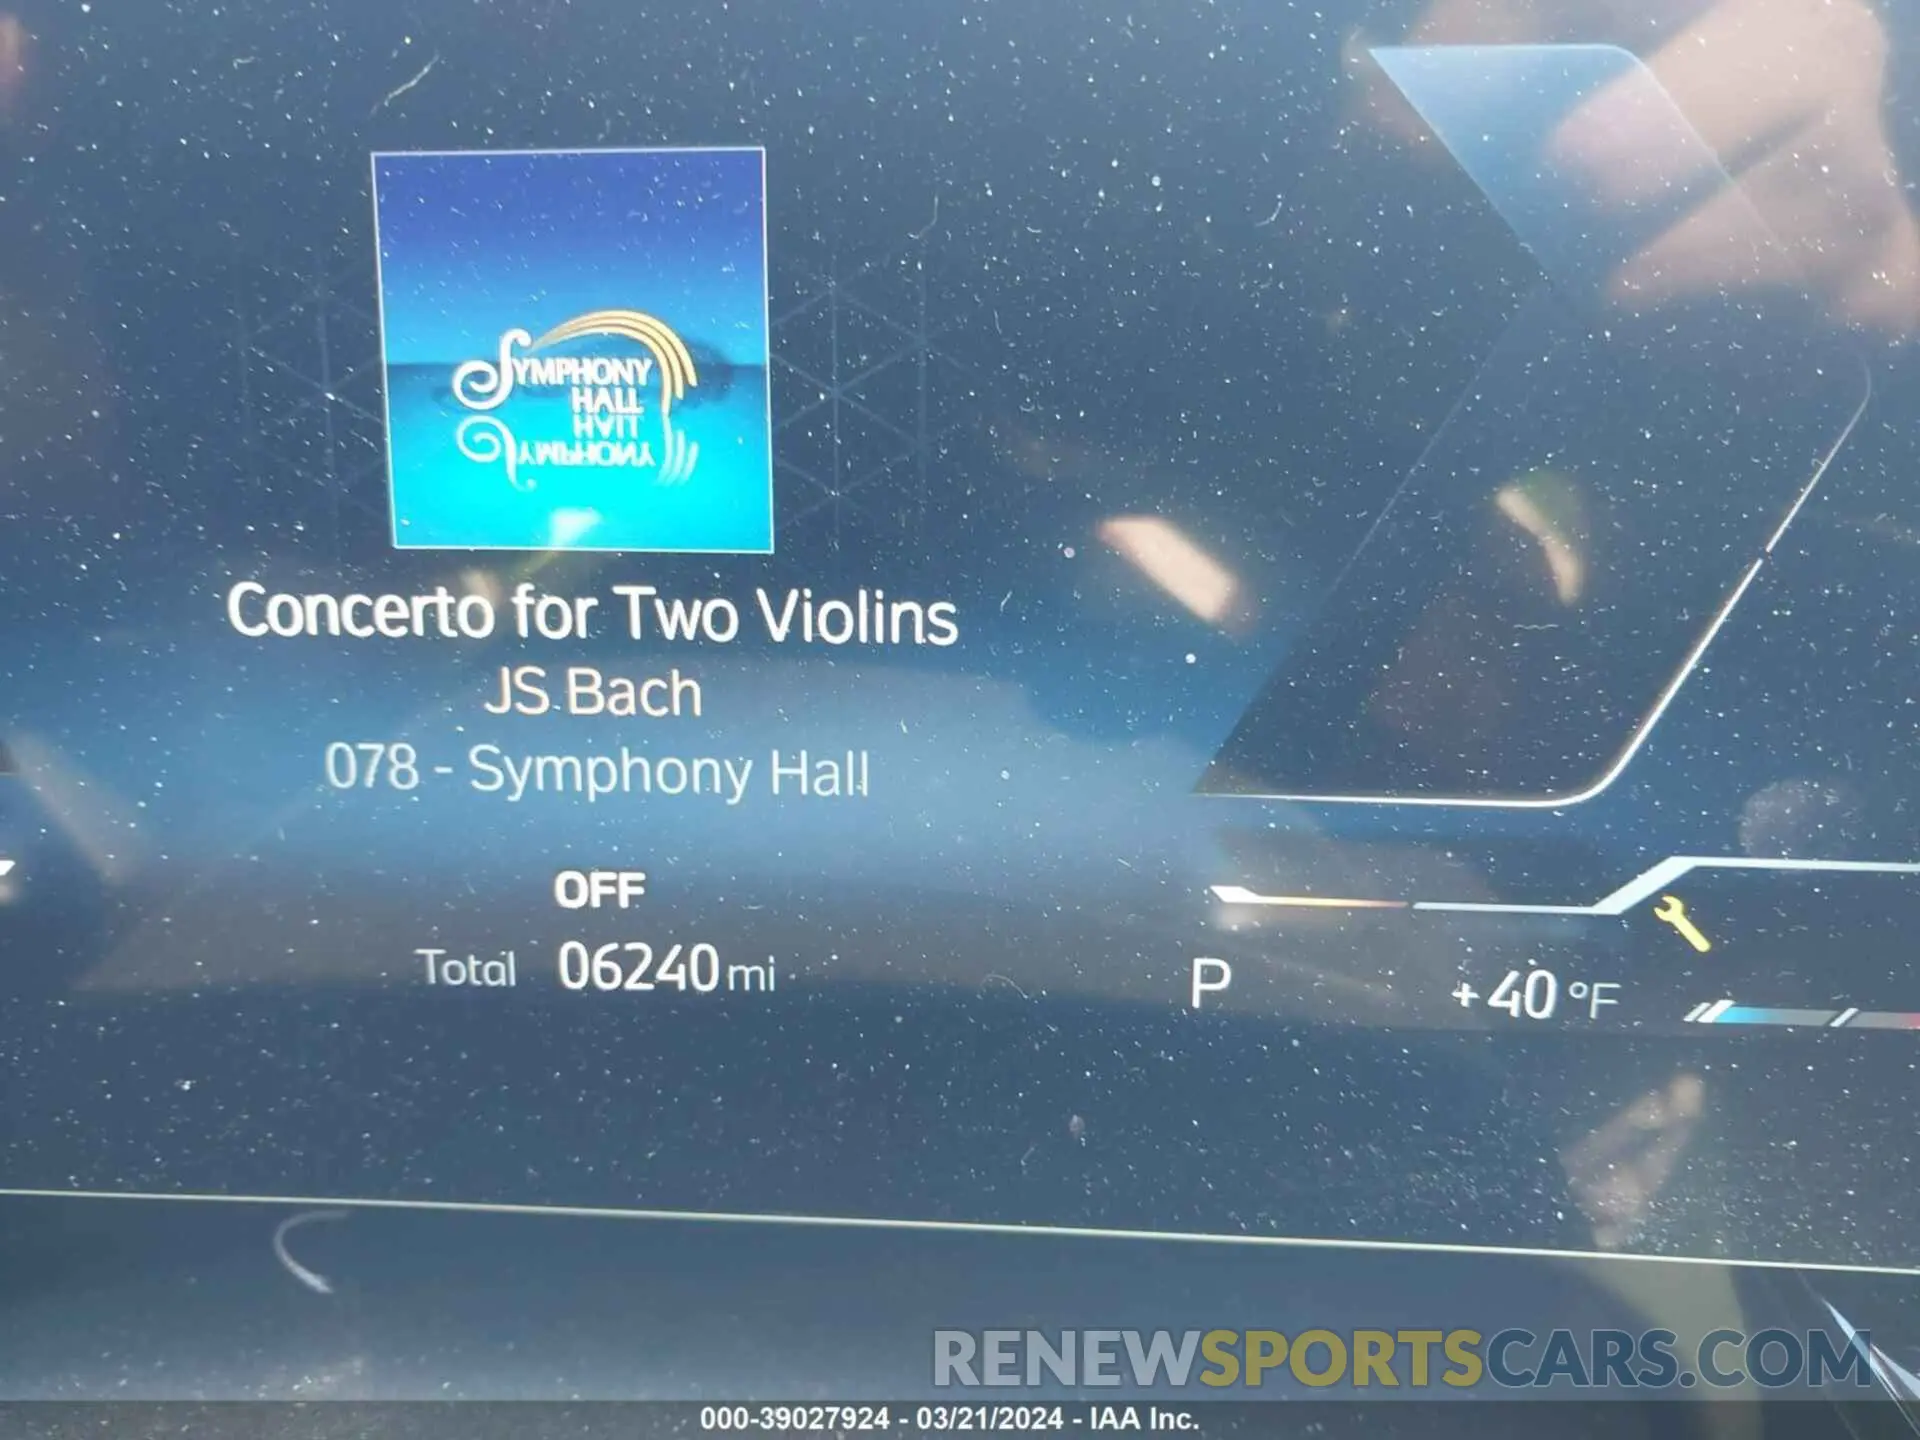 SYMPHONY
HALL
Concerto for Two Violins
JS Bach
078 - Symphony Hall
OFF
Total 06240 mi
P +40 °F
RENEWSPORTSCARS.COM
000-39027924 - 03/21/2024 - IAA Inc.